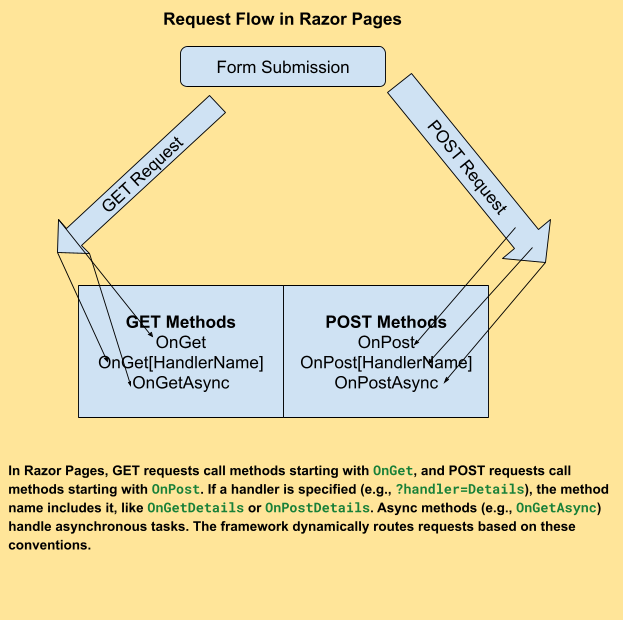 Request Flow in Razor Pages
Form Submission
GET Request
POST Request
GET Methods
OnGet
OnGet[HandlerName]
OnGetAsync
POST Methods
OnPost
OnPost[HandlerName]
OnPostAsync
In Razor Pages, GET requests call methods starting with OnGet, and POST requests call
methods starting with OnPost. If a handler is specified (e.g., ?handler=Details), the method
name includes it, like OnGetDetails or OnPostDetails. Async methods (e.g., OnGetAsync)
handle asynchronous tasks. The framework dynamically routes requests based on these
conventions.